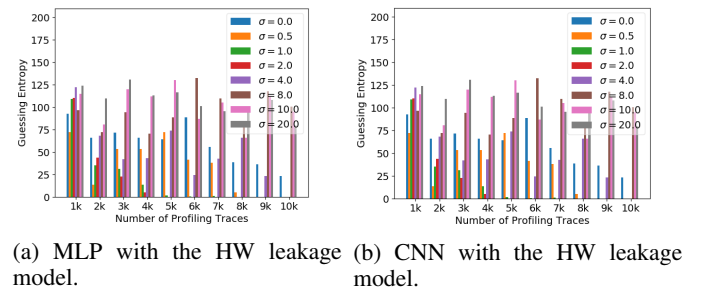 200
175
150
125
100
75
50
25
0
Guessing Entropy
σ = 0.0
σ = 0.5
σ = 1.0
σ = 2.0
σ = 4.0
σ = 8.0
σ = 20.0
1k 2k 3k 4k 5k 6k 7k 8k 9k 10k
Number of Profiling Traces
(a) MLP with the HW leakage
model.
200
175
150
125
100
75
50
25
0
Guessing Entropy
σ = 0.0
σ = 0.5
σ = 1.0
σ = 2.0
σ = 4.0
σ = 8.0
σ = 20.0
1k 2k 3k 4k 5k 6k 7k 8k 9k 10k
Number of Profiling Traces
(b) CNN with the HW leakage
model.